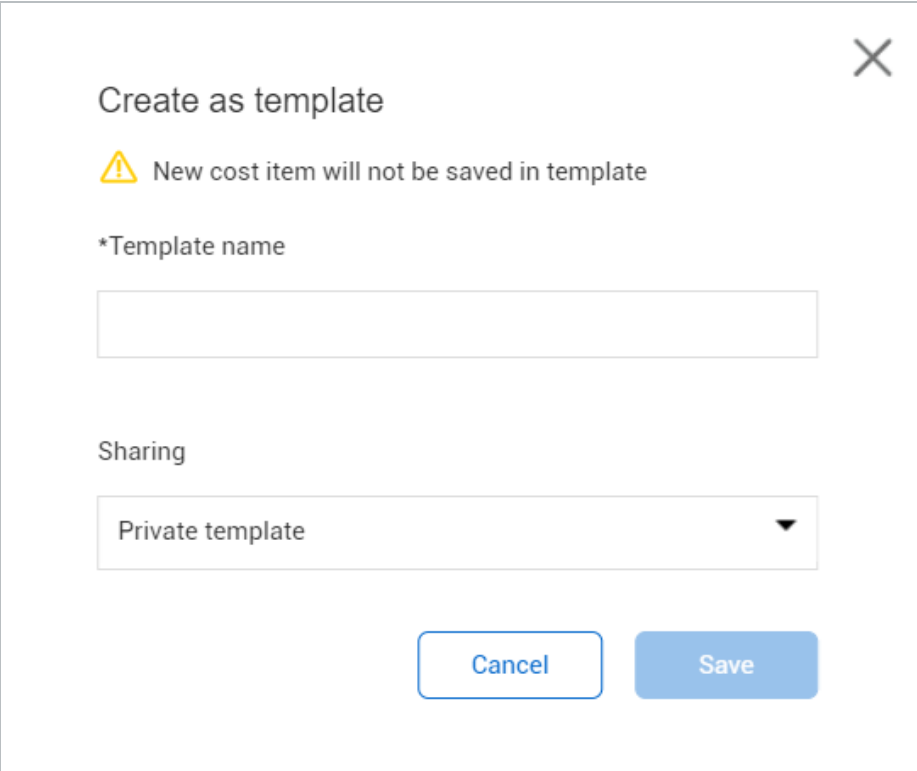 Create as template
New cost item will not be saved in template
*Template name
Sharing
Private template
Cancel
Save